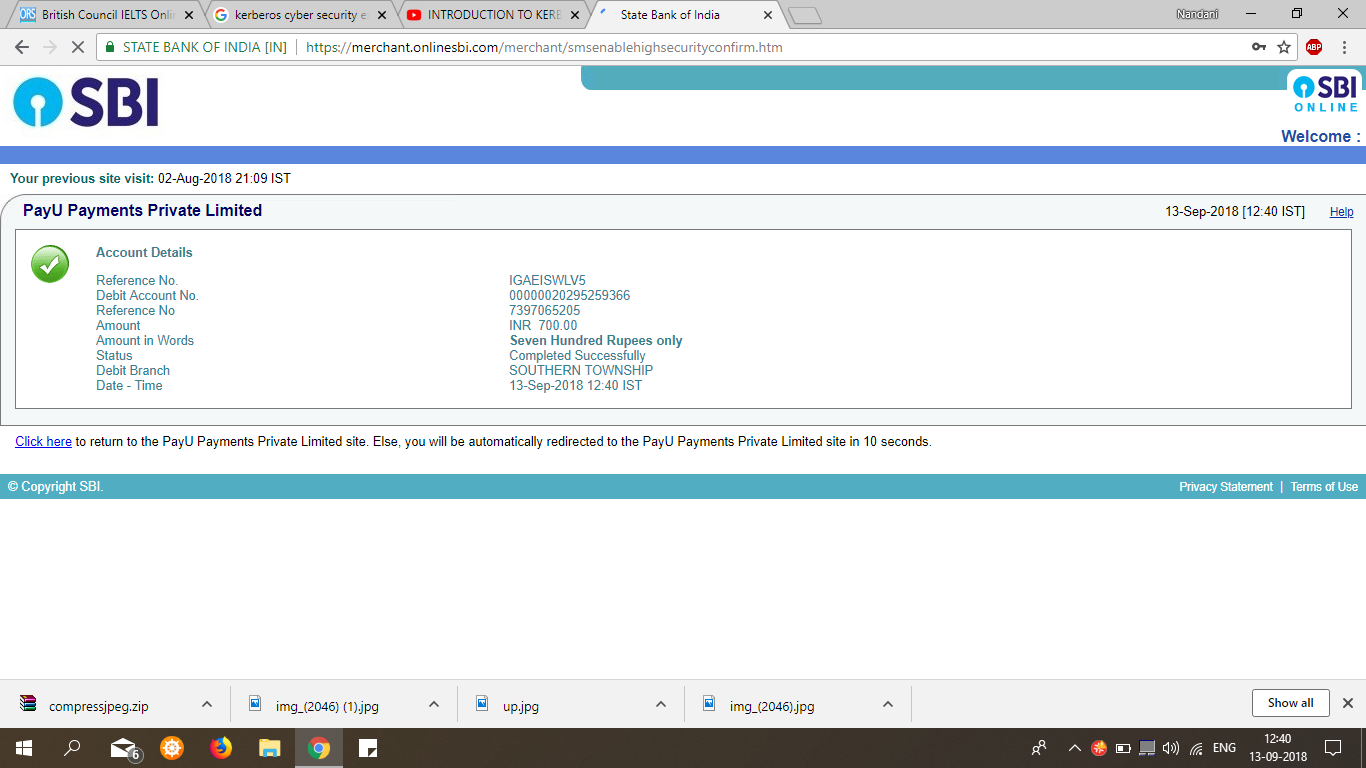 British Council IELTS Onli
kerberos cyber security e
INTRODUCTION TO KERB
State Bank of India
Nandani
STATE BANK OF INDIA [IN]
https://merchant.onlinesbi.com/merchant/smsenablehighsecurityconfirm.htm
ABP
SBI
SBI
ONLINE
Welcome :
Your previous site visit: 02-Aug-2018 21:09 IST
PayU Payments Private Limited
13-Sep-2018 [12:40 IST]
Help
Account Details
Reference No. IGAEISWLV5
Debit Account No. 00000020295259366
Reference No 7397065205
Amount INR 700.00
Amount in Words Seven Hundred Rupees only
Status Completed Successfully
Debit Branch SOUTHERN TOWNSHIP
Date - Time 13-Sep-2018 12:40 IST
Click here to return to the PayU Payments Private Limited site. Else, you will be automatically redirected to the PayU Payments Private Limited site in 10 seconds.
© Copyright SBI.
Privacy Statement | Terms of Use
compressjpeg.zip
img_(2046) (1).jpg
up.jpg
img_(2046).jpg
Show all
6
ENG
12:40
13-09-2018